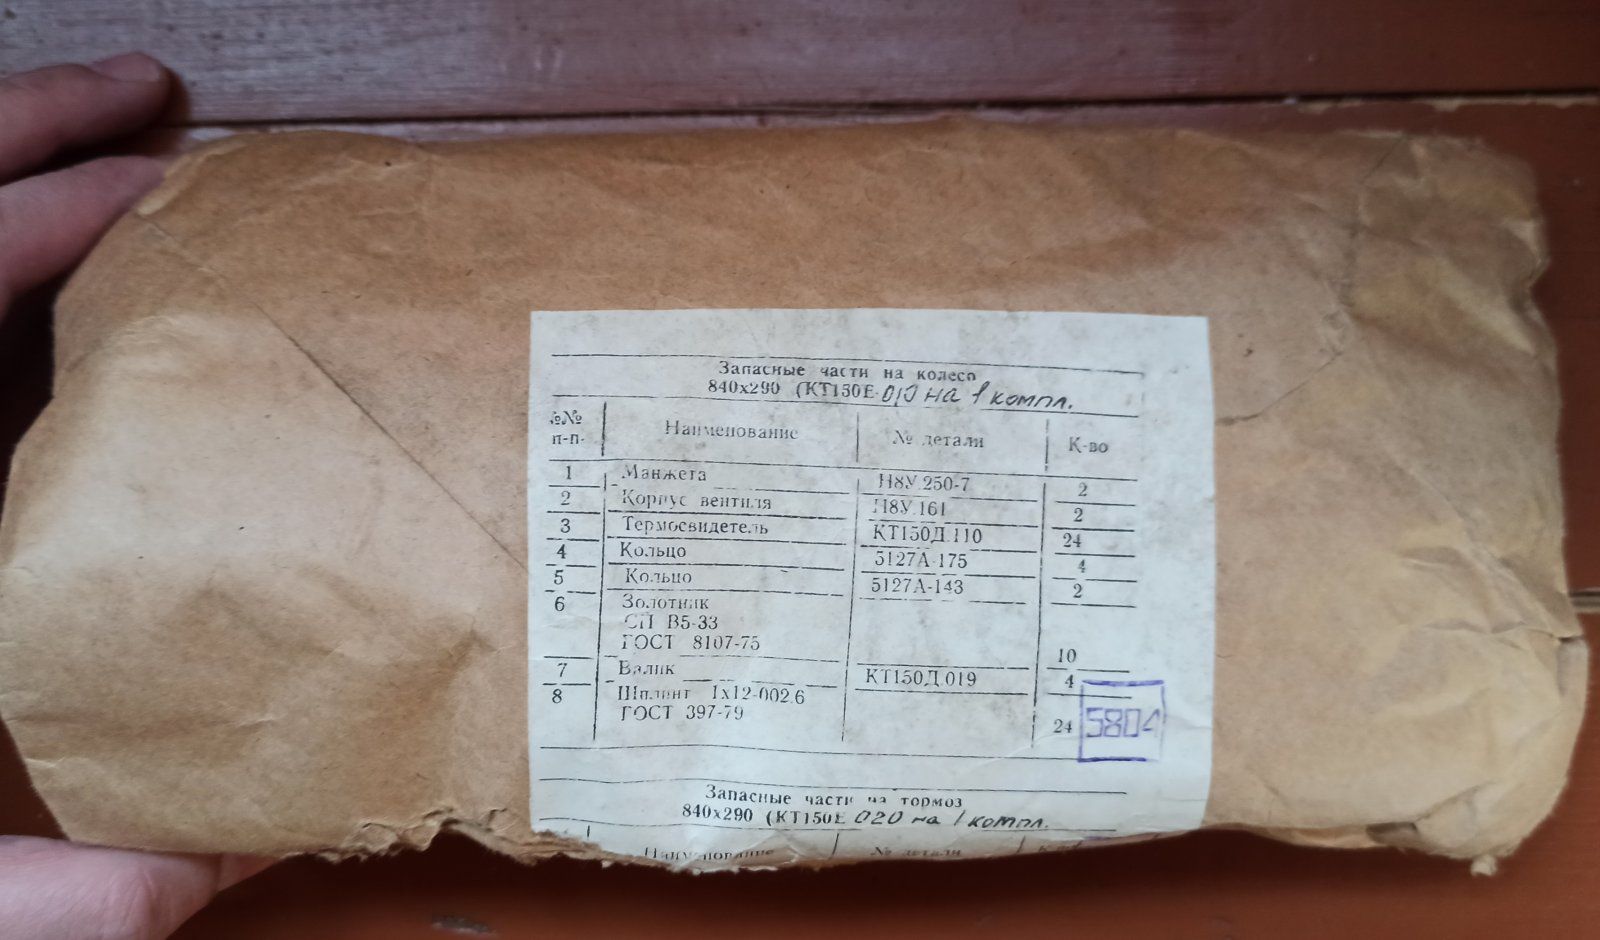 Запасные части на колесо
840х290 (КТ150Е-010 на 1 компл.
№№ п-п- Наименование № детали К-во
1 Манжета Н8У.250-7 2
2 Корпус вентиля Н8У.161 2
3 Термосвидетель КТ150Д.110 24
4 Кольцо 5127А-175 4
5 Кольцо 5127А-143 2
6 Золотник
СП В5-33
ГОСТ 8107-75 10
7 Валик КТ150Д.019 4
8 Шплинт 1х12-002.6
ГОСТ 397-79 24
5804
Запасные части на тормоз
840х290 (КТ150Е 020 на 1 компл.
Наименование № детали